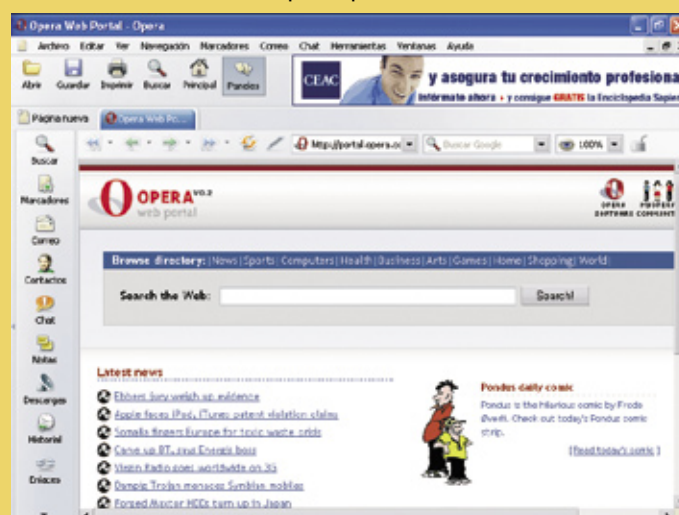 Opera Web Portal - Opera
Archivo Editar Ver Navegación Marcadores Correo Chat Herramientas Ventanas Ayuda
Abrir Guardar Imprimir Buscar Principal Paneles
CEAC y asegura tu crecimiento profesiona
Infórmate ahora y consigue GRATIS la Enciclopedia
Página nueva Opera Web Po...
http://portal.opera.co Buscar Google 100%
Buscar
Marcadores
Correo
Contactos
Chat
Notas
Descargas
Historial
Enlaces
OPERA V0.2
web portal
OPERA
SOFTWARE
Browse directory: |News|Sports|Computers|Health|Business|Arts|Games|Home|Shopping|World|
Search the Web: Search!
Latest news
Ebbers jury weigh up evidence
Apple faces iPod, iTunes patent violation claims
Somalia fingers Europe for toxic waste crisis
Carve up BT, says Energis boss
Virgin Radio goes worldwide on 3G
Dampig Trojan menaces Symbian mobiles
Forged Maxtor HDDs turn up in Japan
Pondus daily comic
Pondus is the hilarious comic by Frode
Øverli. Check out today's Pondus comic
strip.
[Read today's comic ]